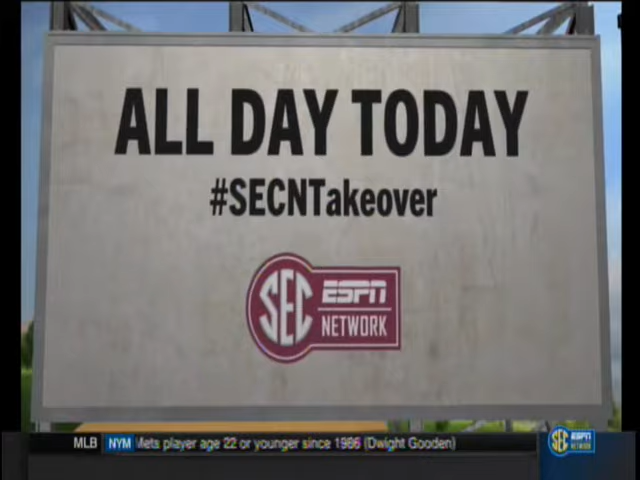 ALL DAY TODAY
#SECNTakeover
SEC ESPN
NETWORK
MLB NYM Mets player age 22 or younger since 1986 (Dwight Gooden)
SEC ESPN
NETWORK